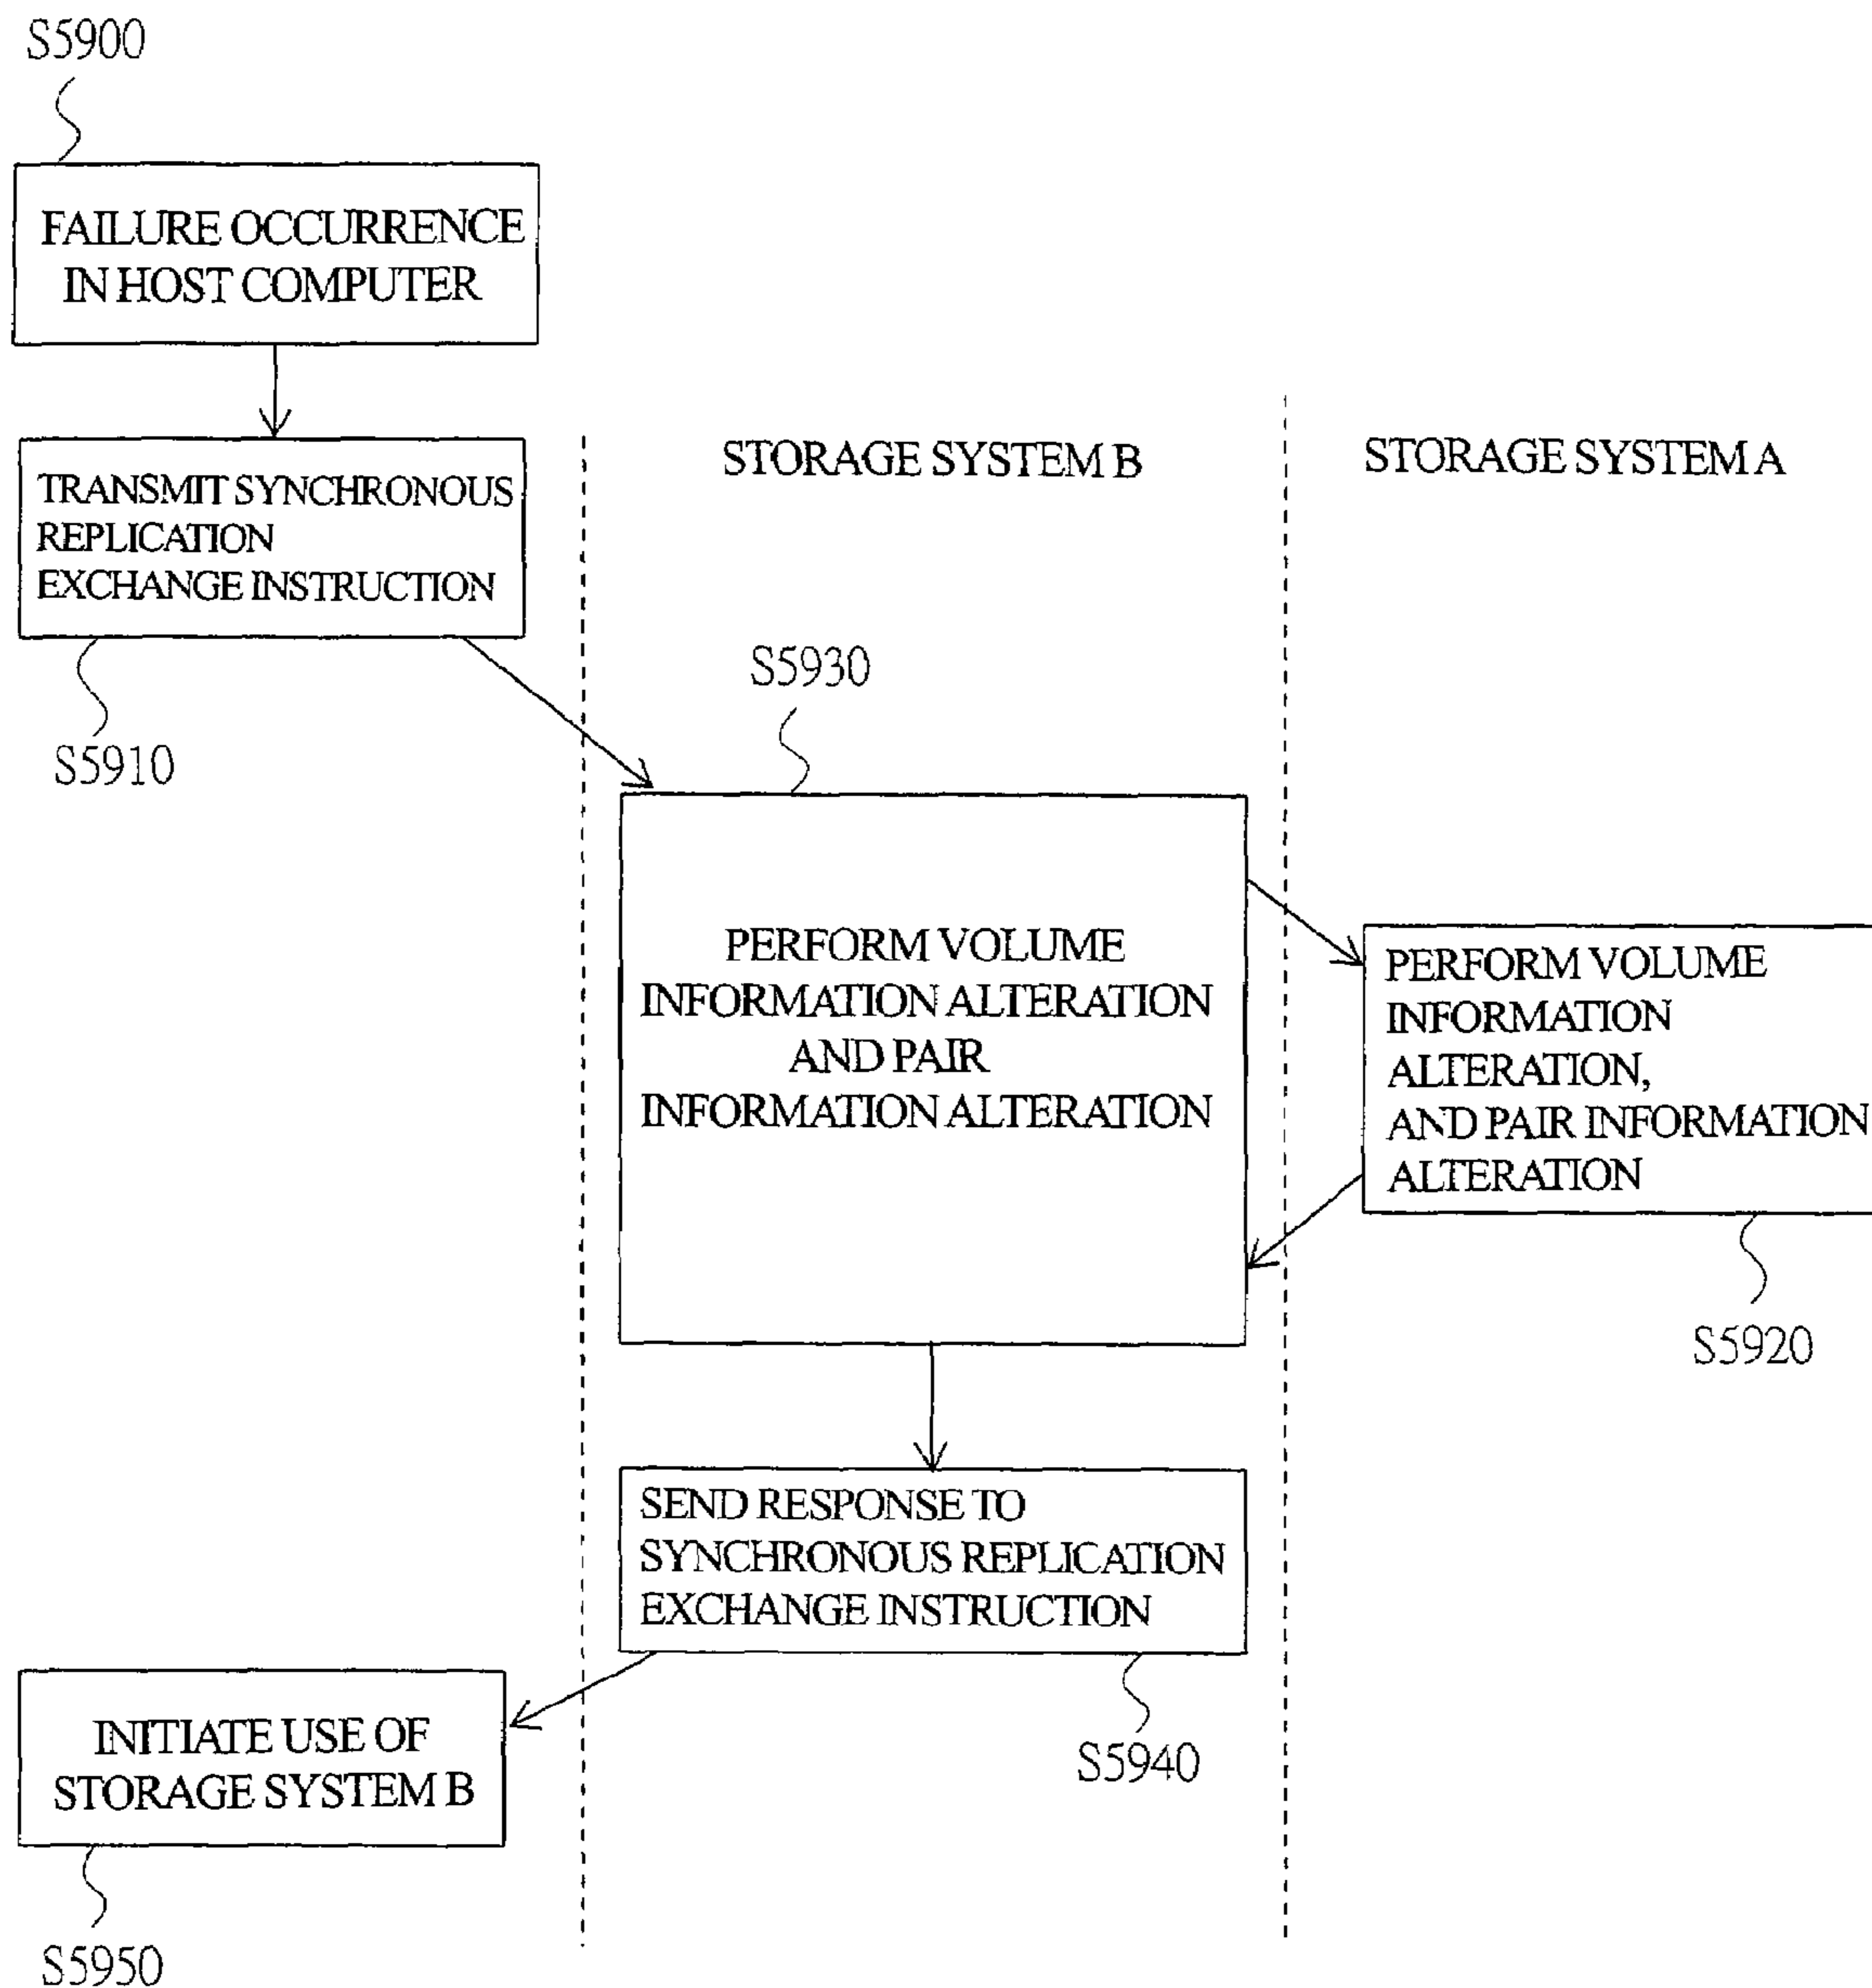 S5900
FAILURE OCCURRENCE
IN HOST COMPUTER
TRANSMIT SYNCHRONOUS
REPLICATION
EXCHANGE INSTRUCTION
S5910
STORAGE SYSTEM B
STORAGE SYSTEM A
S5930
PERFORM VOLUME
INFORMATION ALTERATION
AND PAIR
INFORMATION ALTERATION
PERFORM VOLUME
INFORMATION
ALTERATION,
AND PAIR INFORMATION
ALTERATION
S5920
SEND RESPONSE TO
SYNCHRONOUS REPLICATION
EXCHANGE INSTRUCTION
S5940
INITIATE USE OF
STORAGE SYSTEM B
S5950